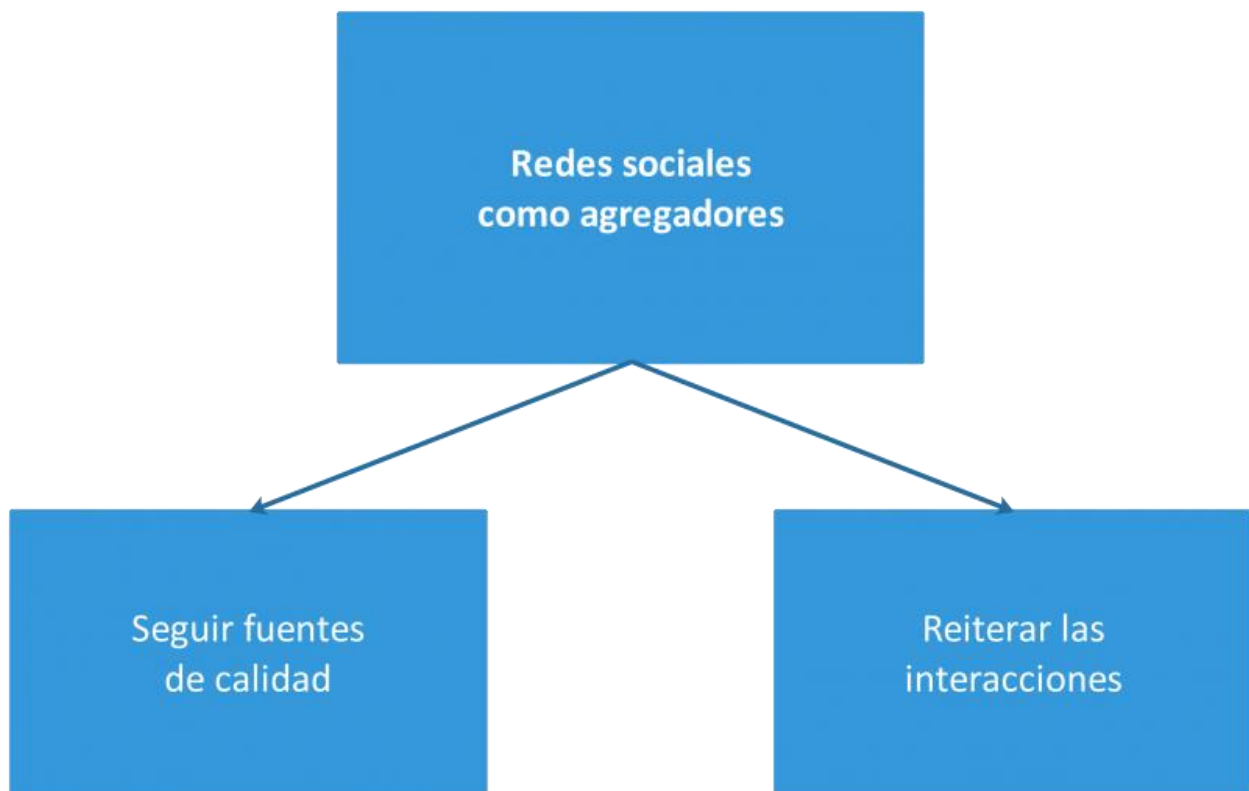 Redes sociales
como agregadores
Seguir fuentes
de calidad
Reiterar las
interacciones